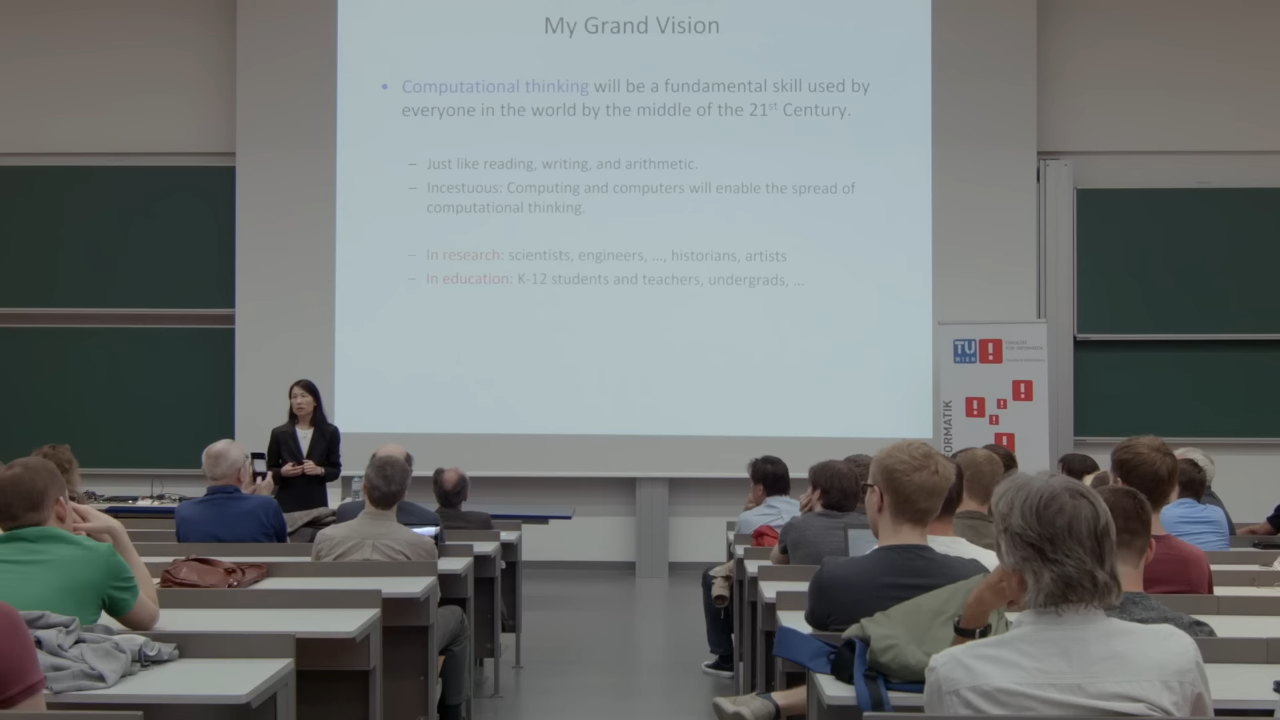 My Grand Vision
• Computational thinking will be a fundamental skill used by
everyone in the world by the middle of the 21st Century.
– Just like reading, writing, and arithmetic.
– Incestuous: Computing and computers will enable the spread of
computational thinking.
– In research: scientists, engineers, …, historians, artists
– In education: K-12 students and teachers, undergrads, …
TU
WIEN
!
!
!
!
!
!
ORMATIK